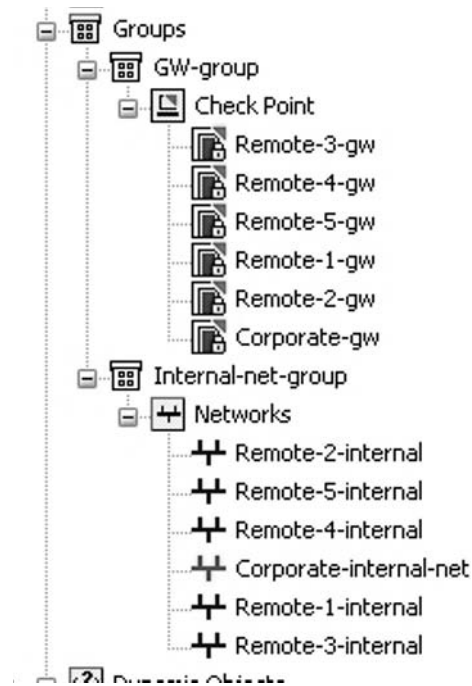 Groups
GW-group
Check Point
Remote-3-gw
Remote-4-gw
Remote-5-gw
Remote-1-gw
Remote-2-gw
Corporate-gw
Internal-net-group
Networks
Remote-2-internal
Remote-5-internal
Remote-4-internal
Corporate-internal-net
Remote-1-internal
Remote-3-internal
Dynamic Objects